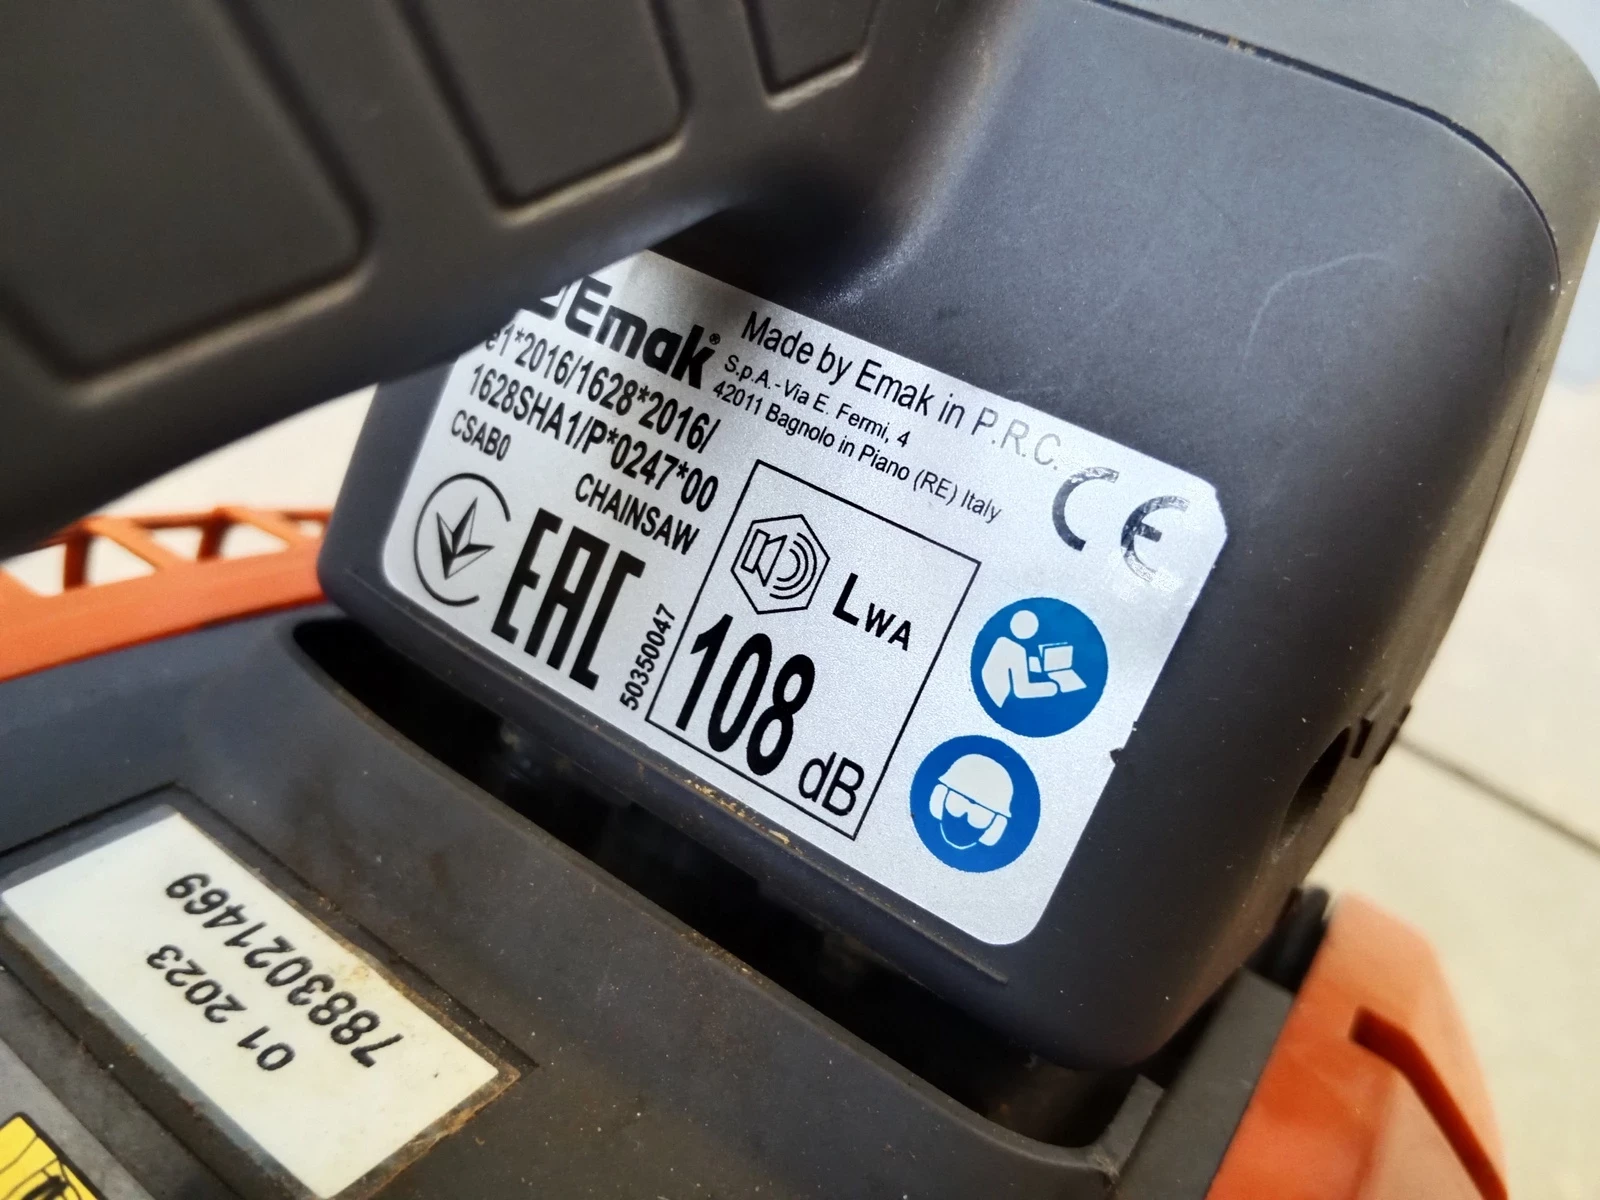 Emak®
Made by Emak in P.R.C.
S.p.A.-Via E. Fermi, 4
42011 Bagnolo in Piano (RE) Italy
CE
e1*2016/1628*2016/
1628SHA1/P*0247*00
CSAB0
CHAINSAW
EAC
50350047
LWA
108 dB
01 2023
7883021469